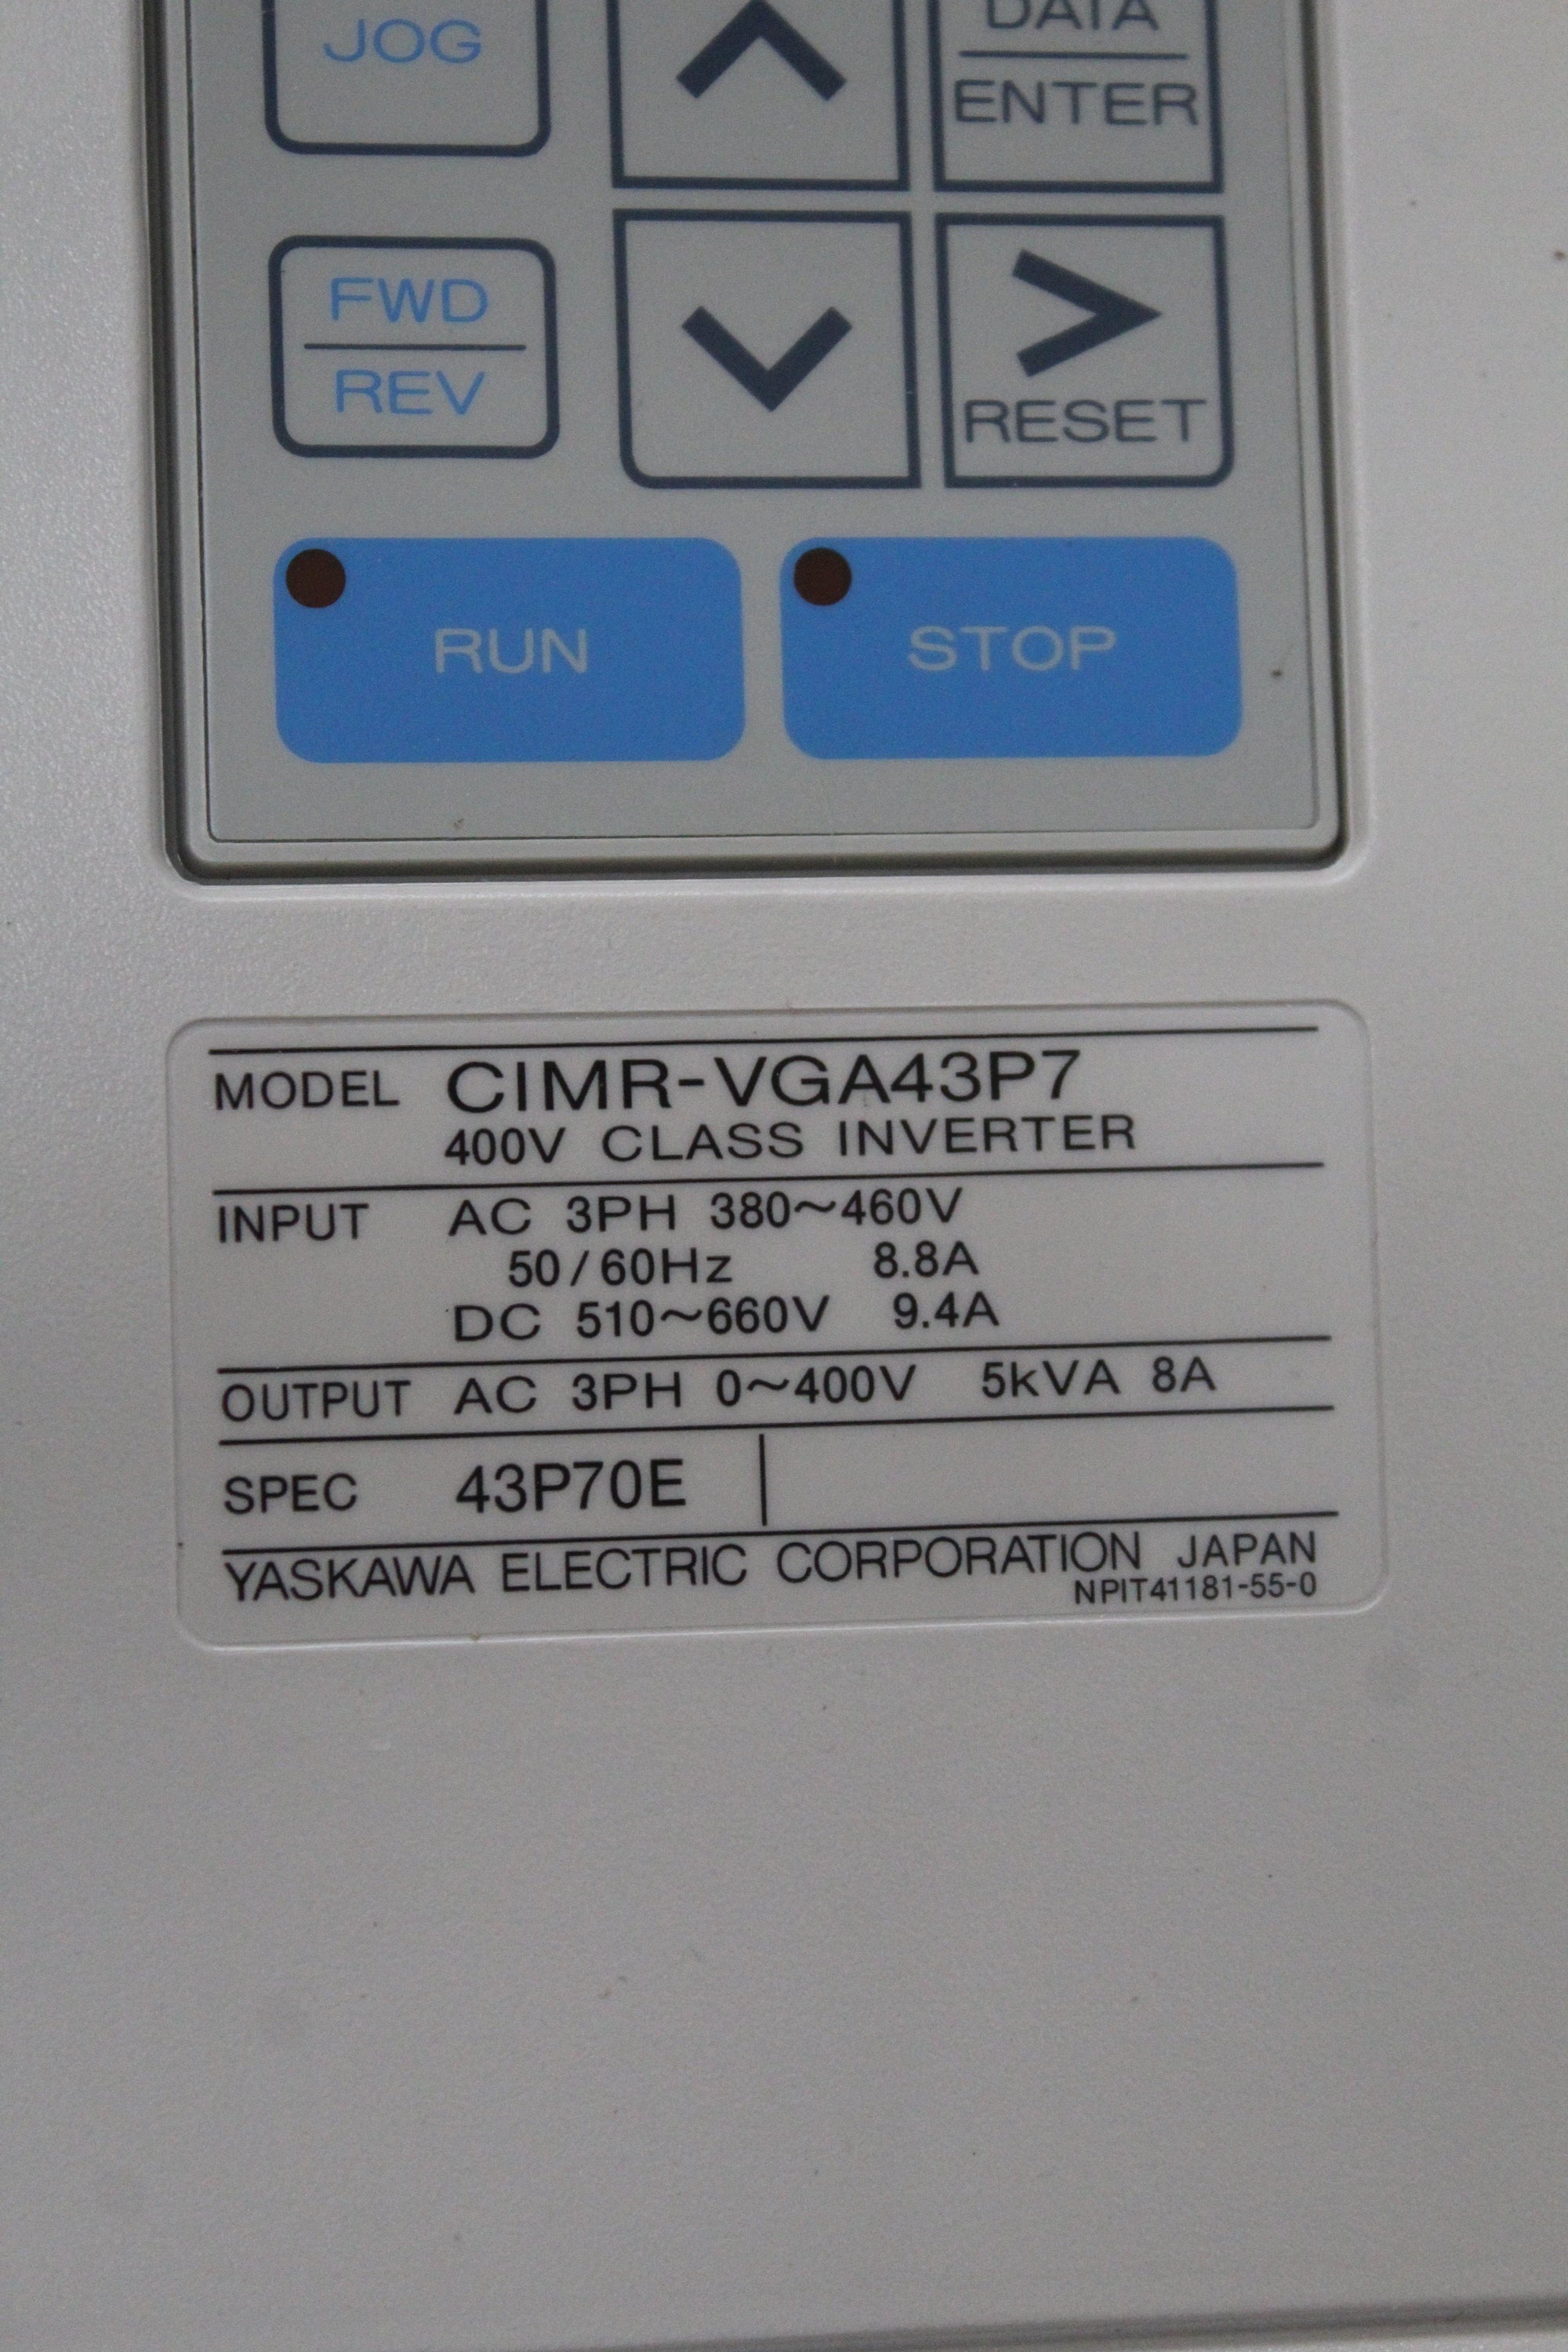 JOG
DATA
ENTER
FWD
REV
RESET
RUN
STOP
MODEL CIMR-VGA43P7
400V CLASS INVERTER
INPUT AC 3PH 380～460V
50/60Hz 8.8A
DC 510～660V 9.4A
OUTPUT AC 3PH 0～400V 5kVA 8A
SPEC 43P70E
YASKAWA ELECTRIC CORPORATION JAPAN
NPIT41181-55-0